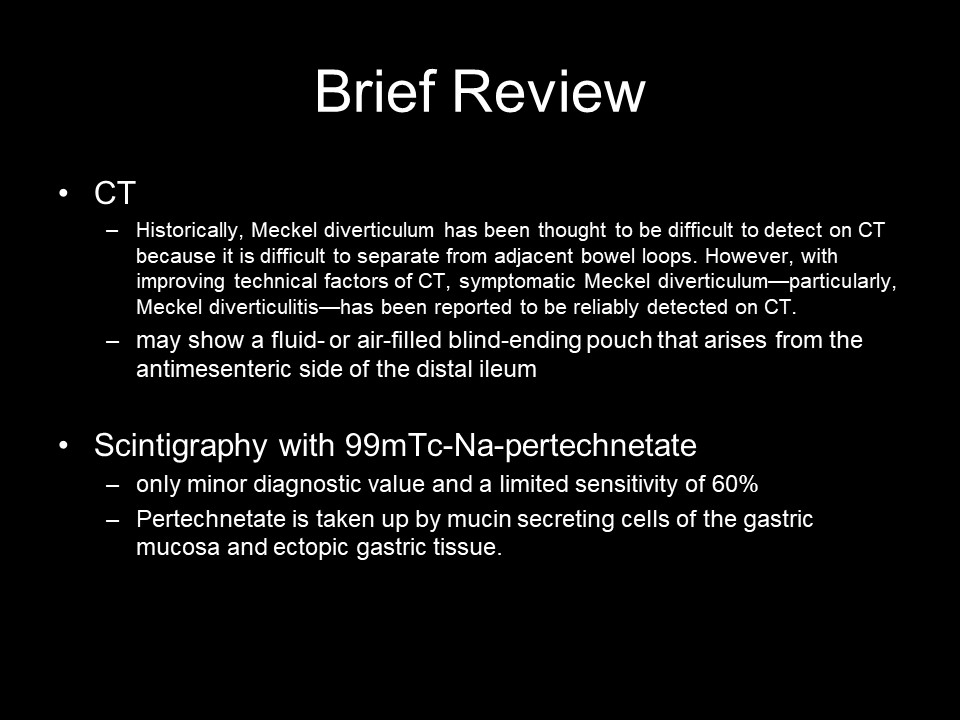 Brief Review
• CT
– Historically, Meckel diverticulum has been thought to be difficult to detect on CT
because it is difficult to separate from adjacent bowel loops. However, with
improving technical factors of CT, symptomatic Meckel diverticulum—particularly,
Meckel diverticulitis—has been reported to be reliably detected on CT.
– may show a fluid- or air-filled blind-ending pouch that arises from the
antimesenteric side of the distal ileum
• Scintigraphy with 99mTc-Na-pertechnetate
– only minor diagnostic value and a limited sensitivity of 60%
– Pertechnetate is taken up by mucin secreting cells of the gastric
mucosa and ectopic gastric tissue.